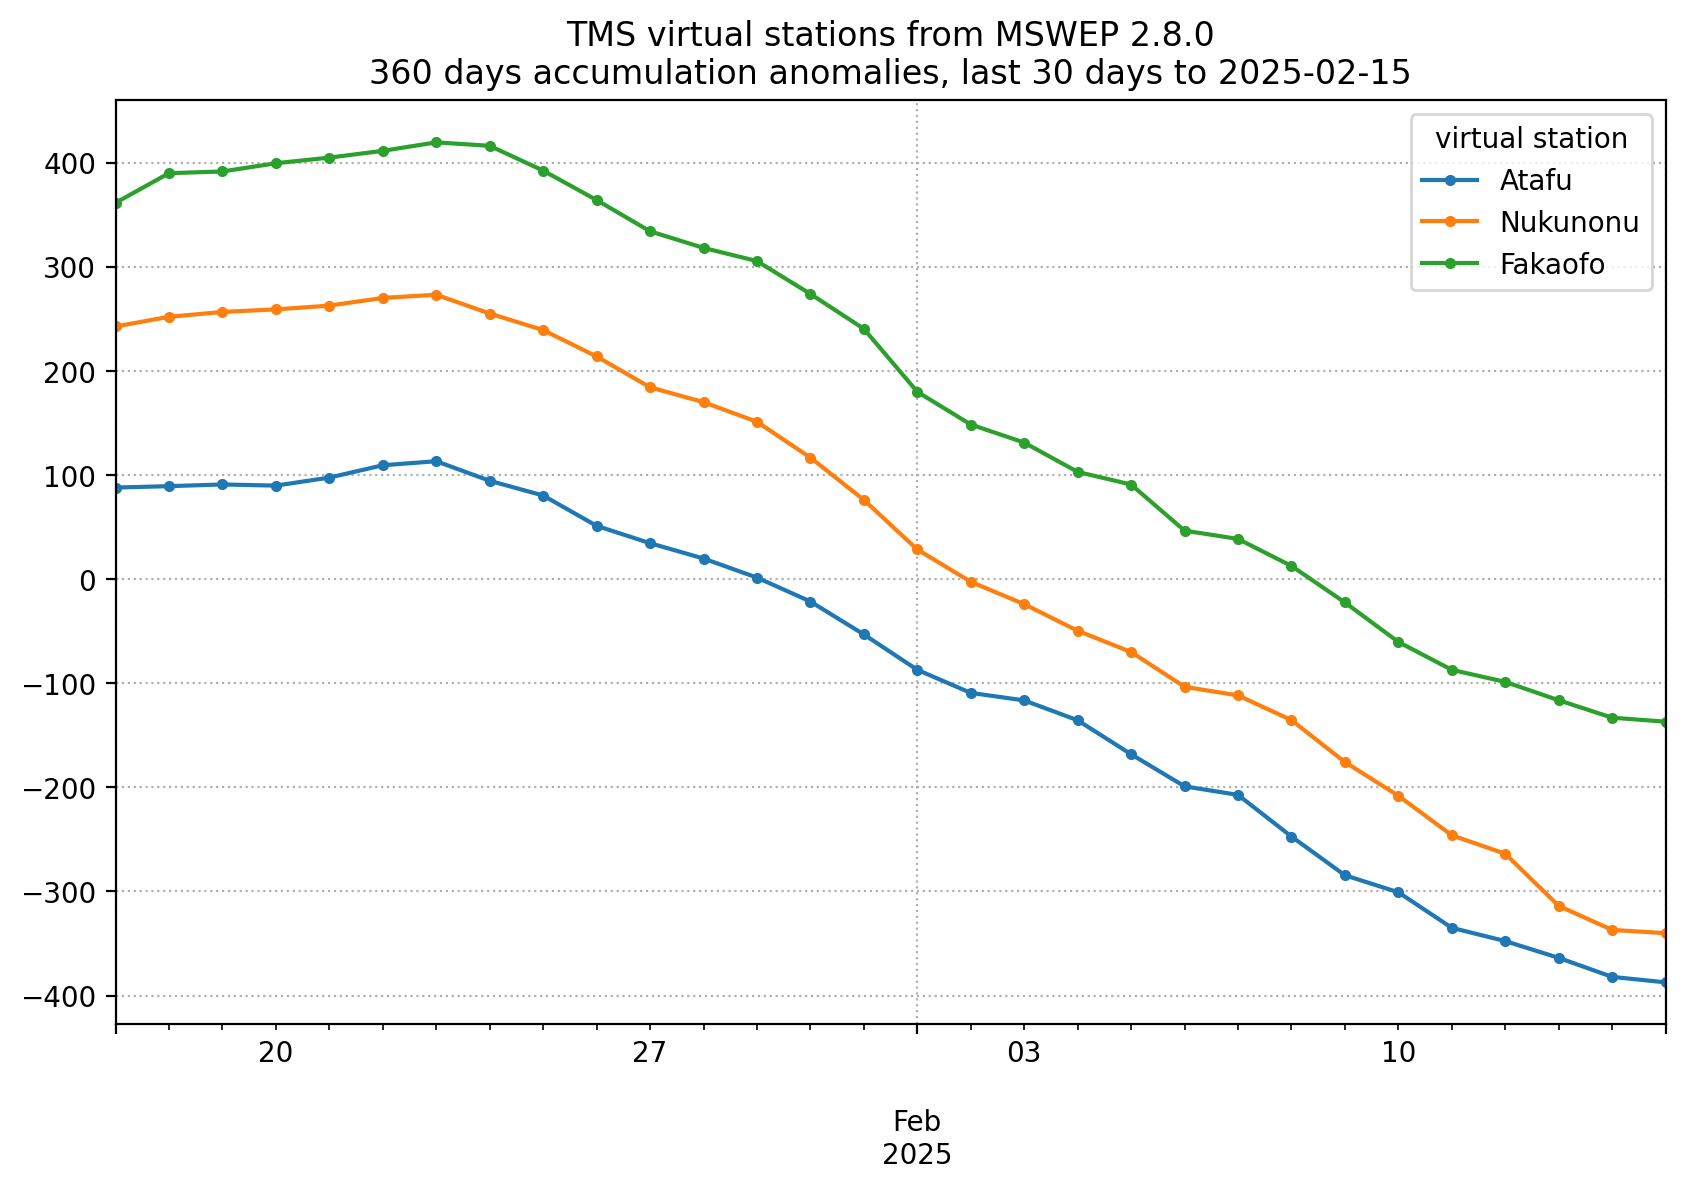 TMS virtual stations from MSWEP 2.8.0
360 days accumulation anomalies, last 30 days to 2025-02-15
virtual station
Atafu
Nukunonu
Fakaofo
400
300
200
100
0
−100
−200
−300
−400
20
27
03
10
Feb
2025